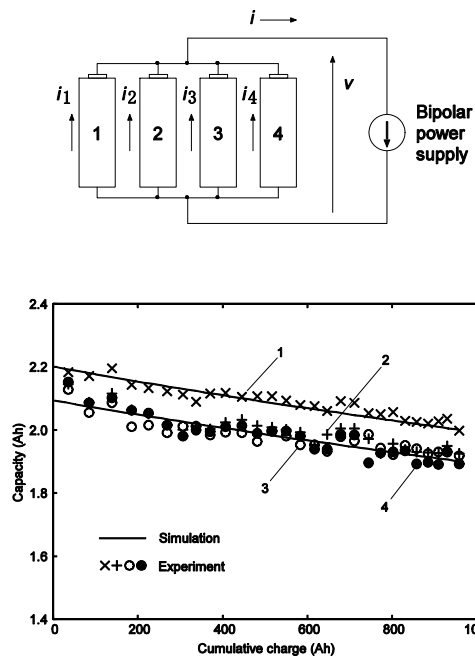 i
i1 i2 i3 i4
v
1 2 3 4
Bipolar
power
supply
2.4
2.2
2.0
1.8
1.6
1.4
Capacity (Ah)
1
2
3
4
Simulation
Experiment
0 200 400 600 800 100
Cumulative charge (Ah)